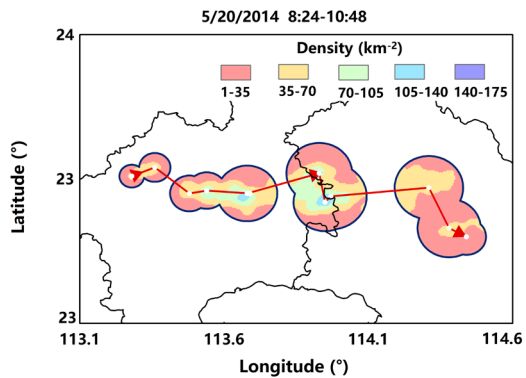 5/20/2014 8:24-10:48
24
Density (km-2)
1-35 35-70 70-105 105-140 140-175
Latitude (°)
23
23
113.1 113.6 114.1 114.6
Longitude (°)